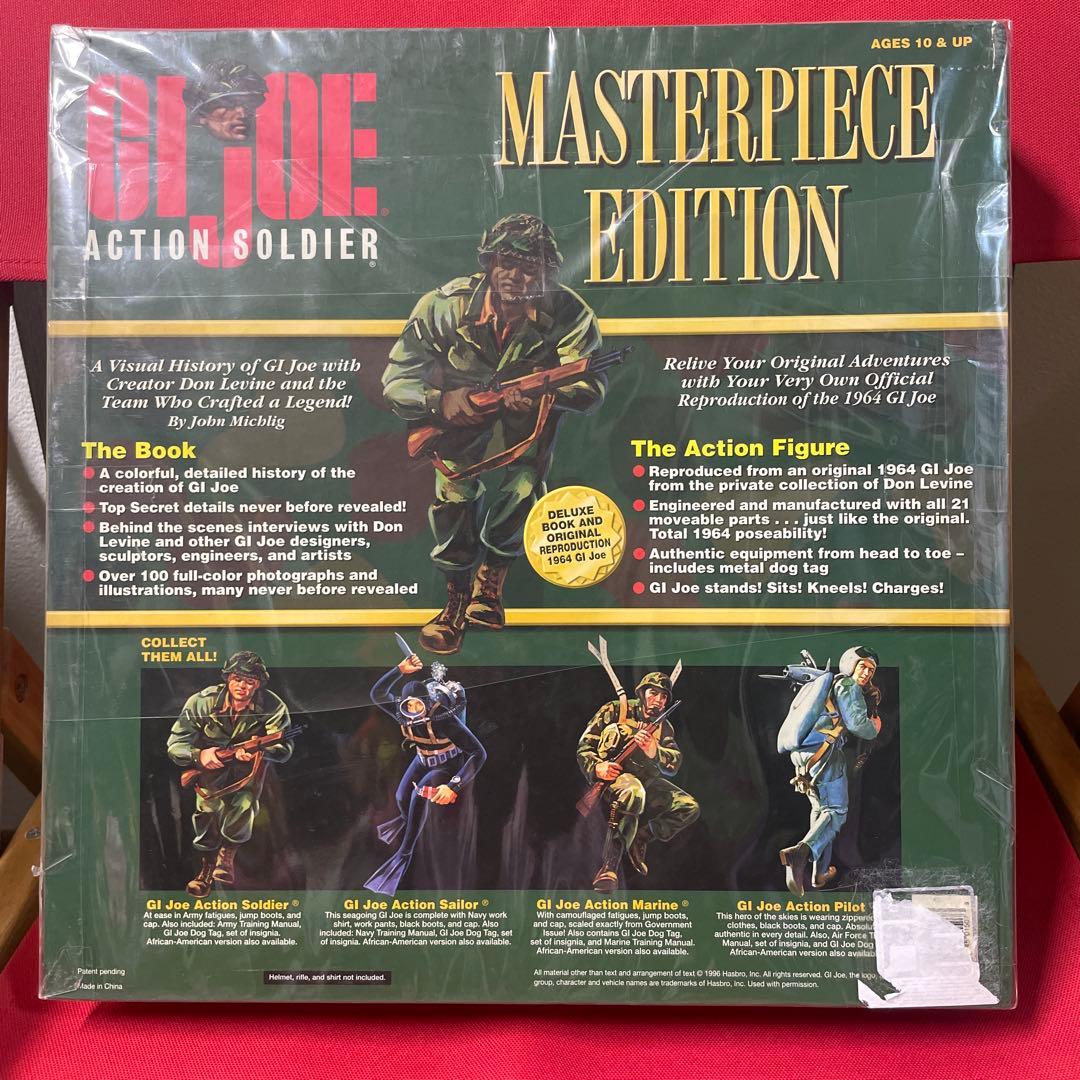 AGES 10 & UP
GI JOE®
ACTION SOLDIER®
MASTERPIECE
EDITION
A Visual History of GI Joe with
Creator Don Levine and the
Team Who Crafted a Legend!
By John Michlig
The Book
A colorful, detailed history of the
creation of GI Joe
Top Secret details never before revealed!
Behind the scenes interviews with Don
Levine and other GI Joe designers,
sculptors, engineers, and artists
Over 100 full-color photographs and
illustrations, many never before revealed
DELUXE
BOOK AND
ORIGINAL
REPRODUCTION
1964 GI Joe
Relive Your Original Adventures
with Your Very Own Official
Reproduction of the 1964 GI Joe
The Action Figure
Reproduced from an original 1964 GI Joe
from the private collection of Don Levine
Engineered and manufactured with all 21
moveable parts . . . just like the original.
Total 1964 poseability!
Authentic equipment from head to toe –
includes metal dog tag
GI Joe stands! Sits! Kneels! Charges!
COLLECT
THEM ALL!
GI Joe Action Soldier ®
At ease in Army fatigues, jump boots, and
cap. Also included: Army Training Manual,
GI Joe Dog Tag, set of insignia.
African-American version also available.
GI Joe Action Sailor ®
This seagoing GI Joe is complete with Navy work
shirt, work pants, black boots, and cap. Also
included: Navy Training Manual, GI Joe Dog Tag, set
of insignia. African-American version also available.
GI Joe Action Marine ®
With camouflaged fatigues, jump boots,
and cap, scaled exactly from Government
Issue! Also contains GI Joe Dog Tag,
set of insignia, and Marine Training Manual.
African-American version also available.
GI Joe Action Pilot
This hero of the skies is wearing
clothes, black boots, and cap.
authentic in every detail. Also, Air Force
Manual, set of insignia, and GI Joe Dog
African-American version also
Patent pending
Made in China
Helmet, rifle, and shirt not included.
All material other than text and arrangement of text © 1996 Hasbro, Inc. All rights reserved. GI Joe, the logo,
group, character and vehicle names are trademarks of Hasbro, Inc. Used with permission.